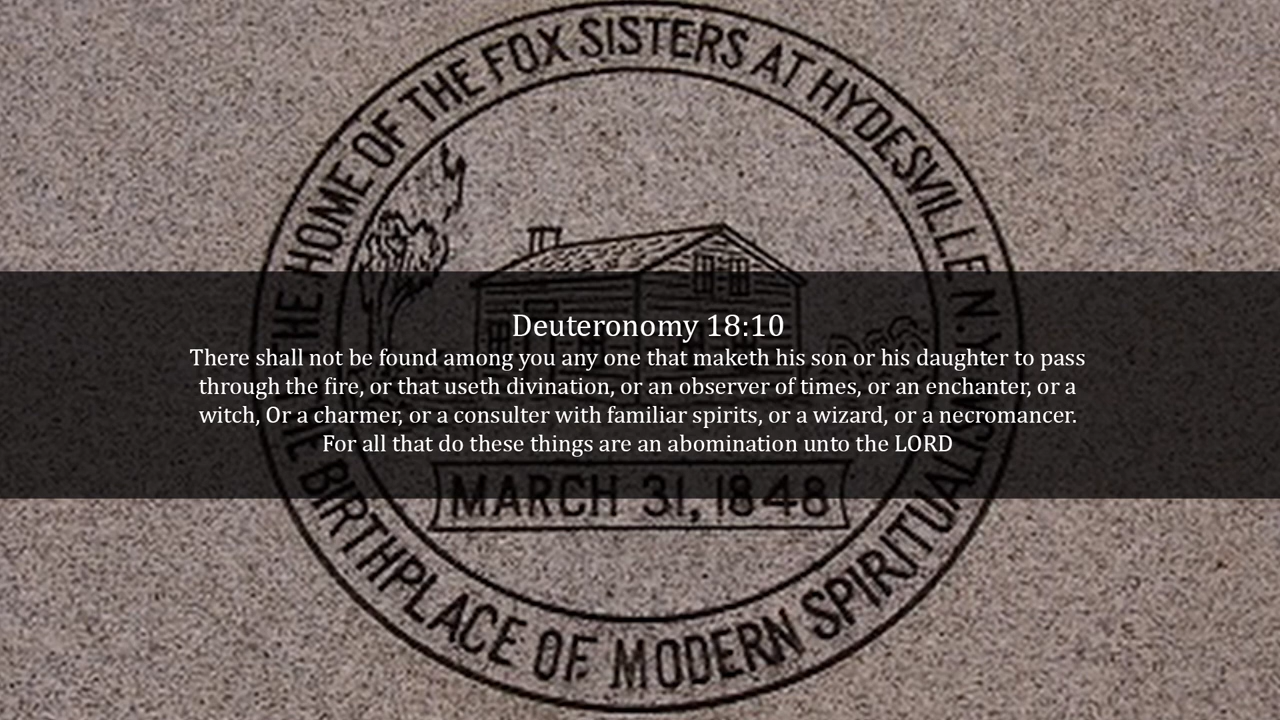 THE HOME OF THE FOX SISTERS AT HYDESVILLE N.Y.
Deuteronomy 18:10
There shall not be found among you any one that maketh his son or his daughter to pass
through the fire, or that useth divination, or an observer of times, or an enchanter, or a
witch, Or a charmer, or a consulter with familiar spirits, or a wizard, or a necromancer.
For all that do these things are an abomination unto the LORD
MARCH 31, 1848
BIRTHPLACE OF MODERN